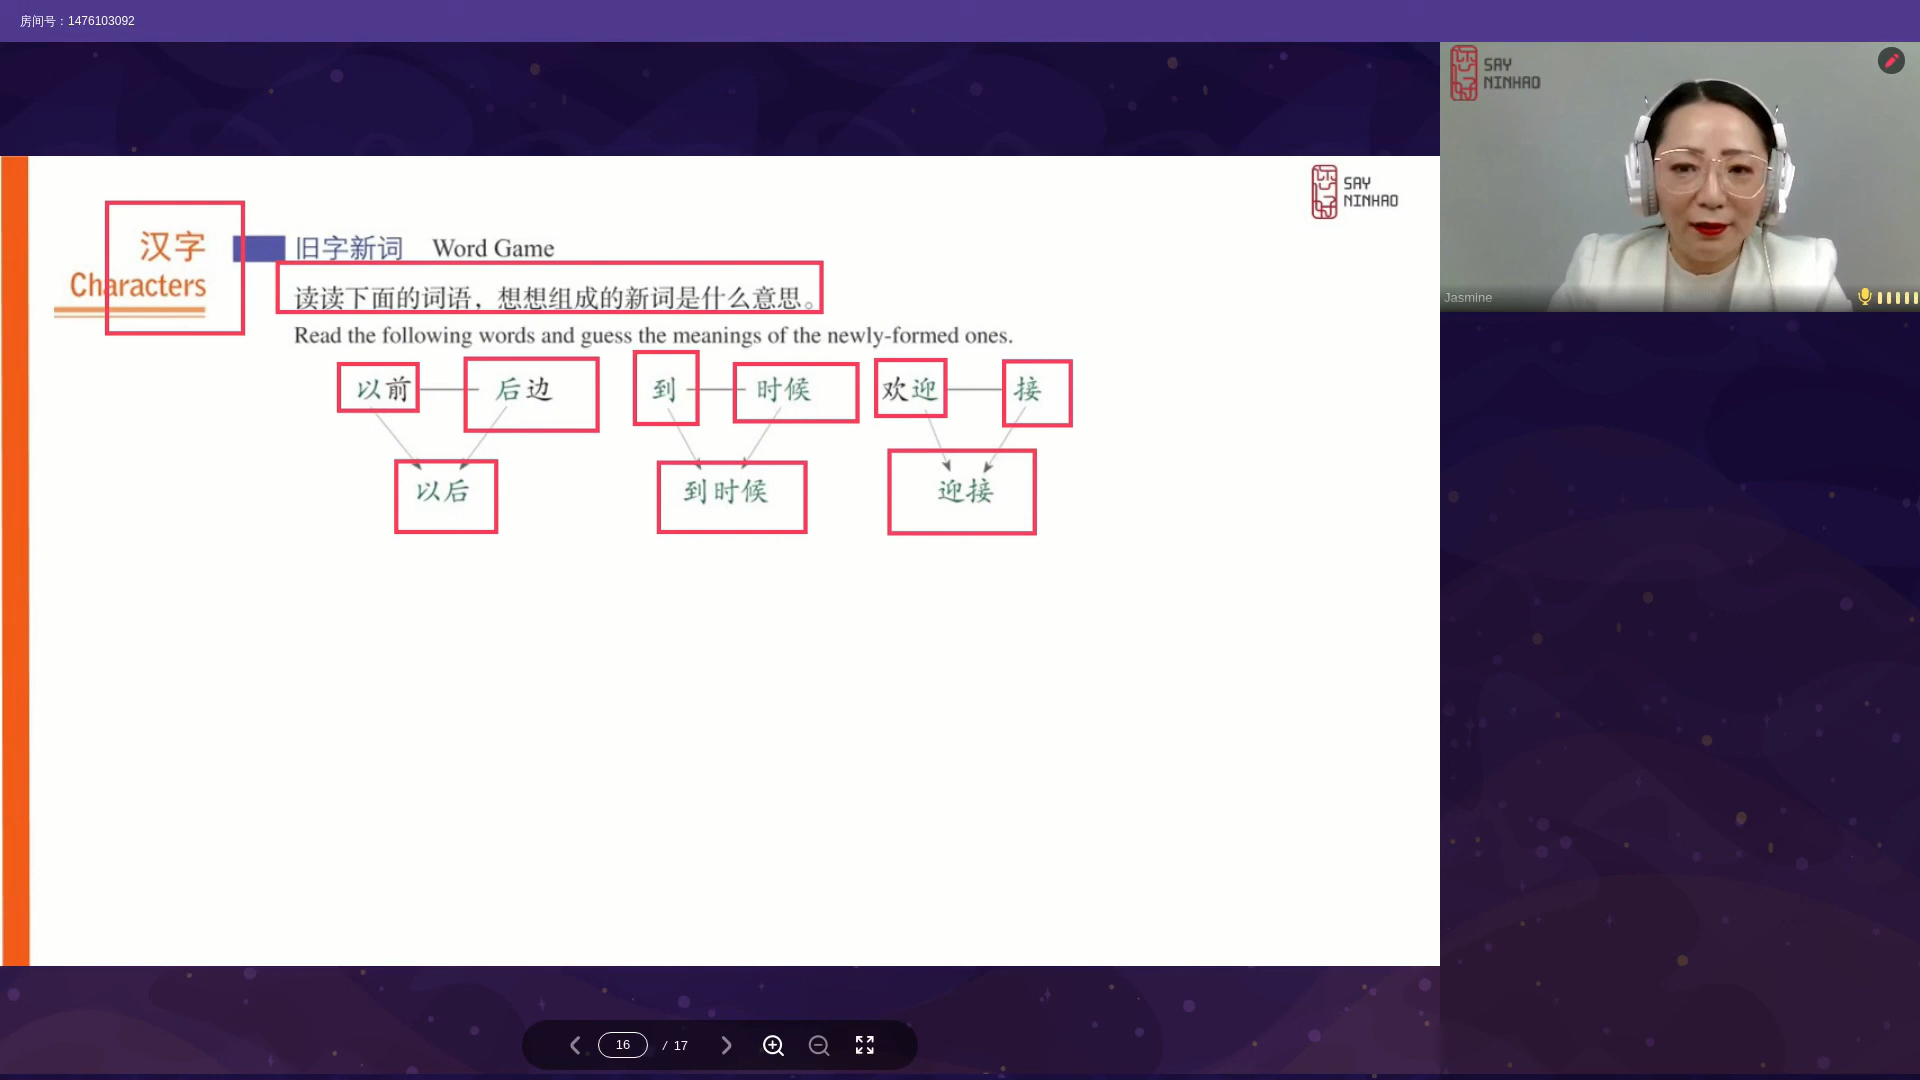 房间号：1476103092
SAY
NINHAO
Jasmine
SAY
NINHAO
汉字
Characters
旧字新词 Word Game
读读下面的词语，想想组成的新词是什么意思。
Read the following words and guess the meanings of the newly-formed ones.
以前 后边 到 时候 欢迎 接
以后 到时候 迎接
16 / 17